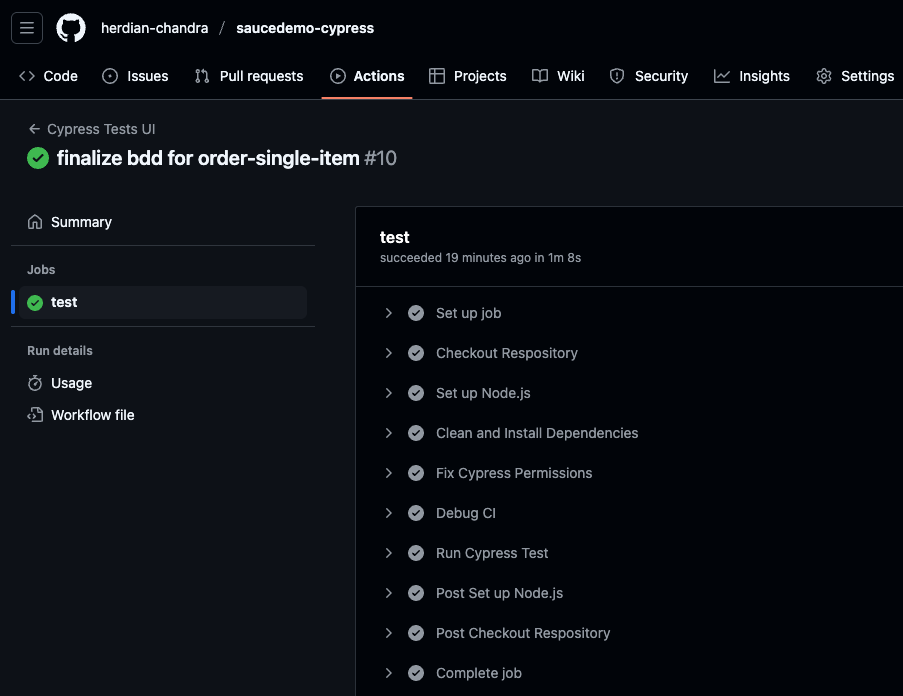 herdian-chandra / saucedemo-cypress
Code Issues Pull requests Actions Projects Wiki Security Insights Settings
Cypress Tests UI
finalize bdd for order-single-item #10
Summary
Jobs
test
Run details
Usage
Workflow file
test
succeeded 19 minutes ago in 1m 8s
Set up job
Checkout Respository
Set up Node.js
Clean and Install Dependencies
Fix Cypress Permissions
Debug CI
Run Cypress Test
Post Set up Node.js
Post Checkout Respository
Complete job